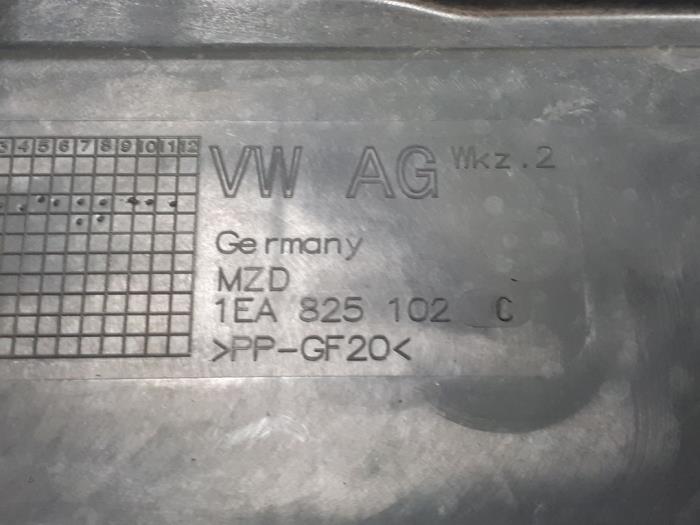 3 4 5 6 7 8 9 10 11 12
VW AG Wkz.2
Germany
MZD
1EA 825 102 C
>PP-GF20<